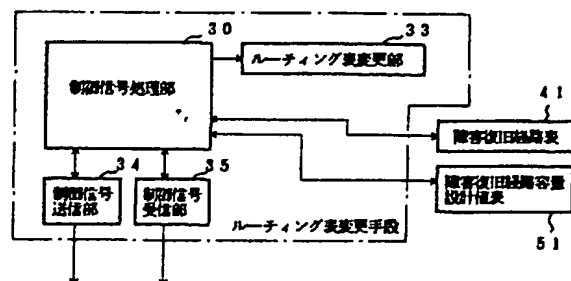 30
33
制御信号処理部
ルーティング表変更部
41
障害復旧経路表
34
35
制御信号
送信部
制御信号
受信部
障害復旧経路容量
設計値表
ルーティング表変更手段
51